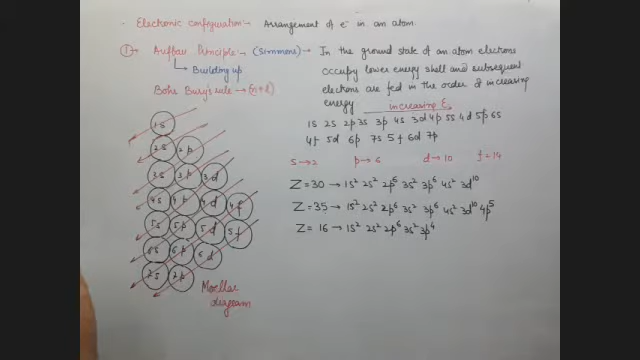 Electronic configuration → Arrangement of e⁻ in an atom.
① → Aufbau Principle → (Simmons) → In the ground state of an atom electrons
Building up
occupy lower energy shell and subsequent
electrons are fed in the order of increasing
energy
Bohr Bury's rule → (n+l)
increasing E
1s 2s 2p 3s 3p 4s 3d 4p 5s 4d 5p 6s
4f 5d 6p 7s 5f 6d 7p
s → 2 p → 6 d → 10 f = 14
Z = 30 → 1s² 2s² 2p⁶ 3s² 3p⁶ 4s² 3d¹⁰
Z = 35 → 1s² 2s² 2p⁶ 3s² 3p⁶ 4s² 3d¹⁰ 4p⁵
Z = 16 → 1s² 2s² 2p⁶ 3s² 3p⁴
1s
2s 2p
3s 3p 3d
4s 4p 4d 4f
5s 5p 5d 5f
6s 6p 6d
7s 7p
Moeller
diagram